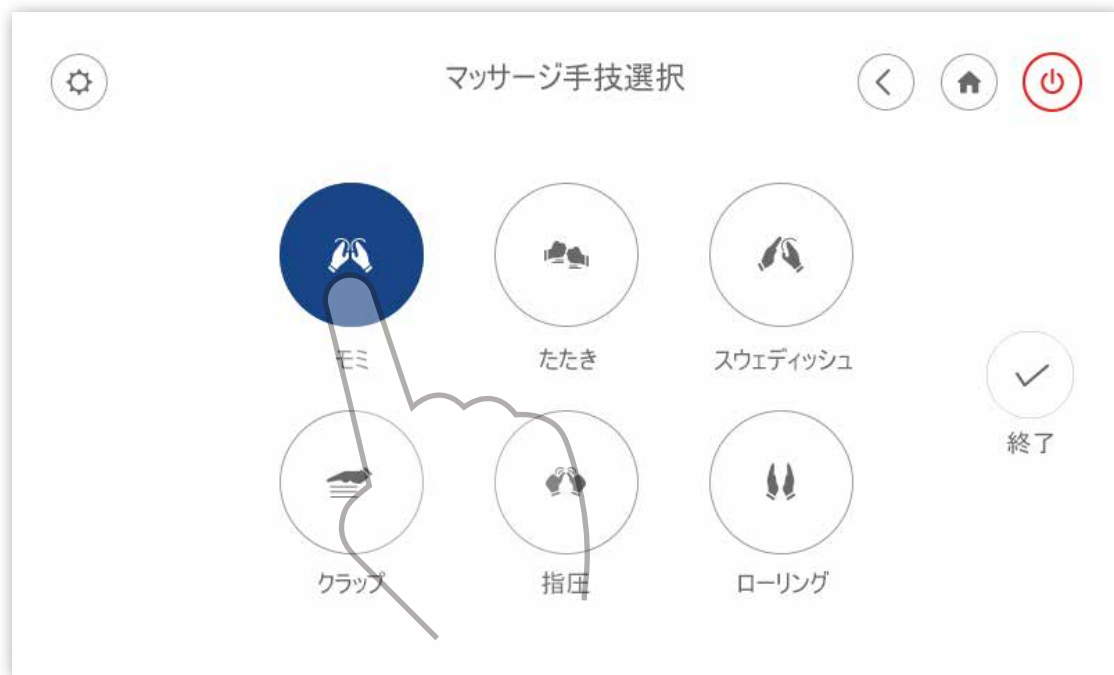 マッサージ手技選択
モミ
たたき
スウェディッシュ
終了
クラップ
指圧
ローリング